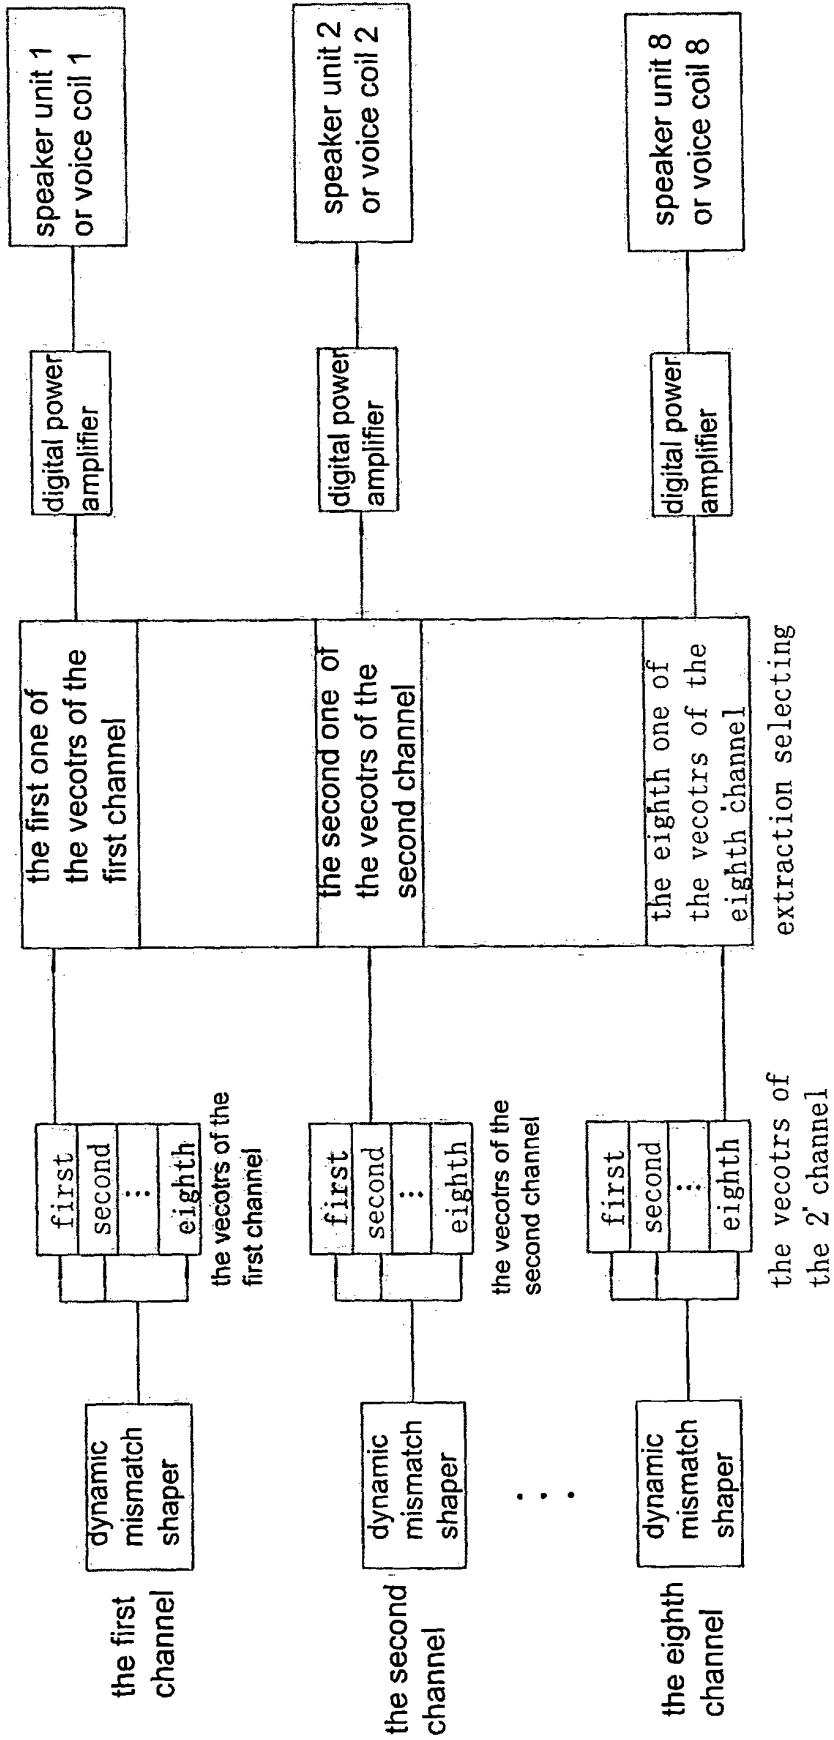 the first
channel
dynamic
mismatch
shaper
first
second
...
eighth
the vecotrs of the
first channel
the first one of
the vecotrs of the
first channel
digital power
amplifier
speaker unit 1
or voice coil 1
the second
channel
dynamic
mismatch
shaper
first
second
...
eighth
the vecotrs of the
second channel
the second one of
the vecotrs of the
second channel
digital power
amplifier
speaker unit 2
or voice coil 2
. . .
the eighth
channel
dynamic
mismatch
shaper
first
second
...
eighth
the vecotrs of
the 2" channel
the eighth one of
the vecotrs of the
eighth channel
extraction selecting
digital power
amplifier
speaker unit 8
or voice coil 8